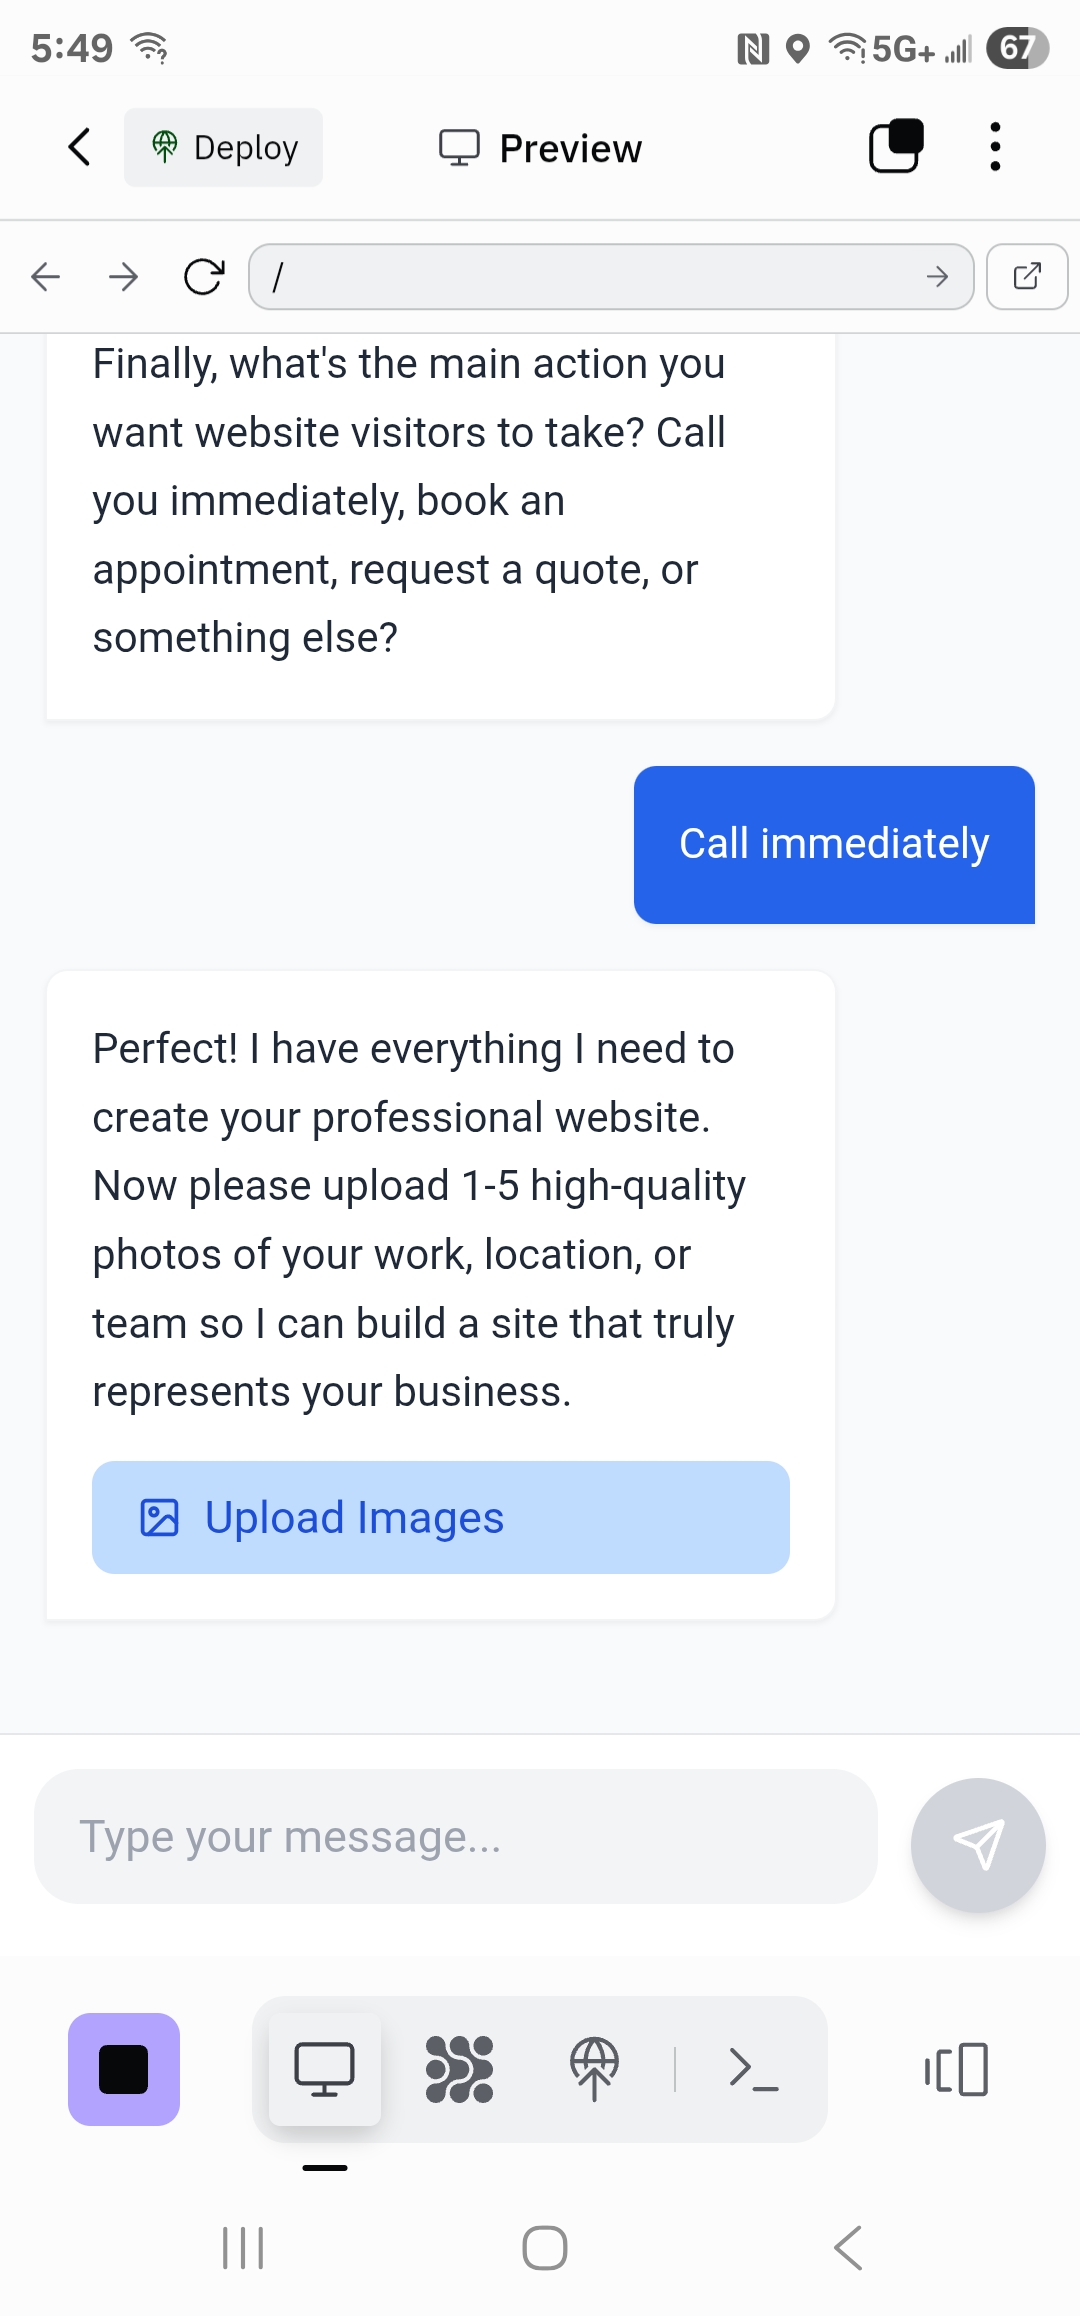 5:49
5G+
67
Deploy
Preview
/
Finally, what's the main action you
want website visitors to take? Call
you immediately, book an
appointment, request a quote, or
something else?
Call immediately
Perfect! I have everything I need to
create your professional website.
Now please upload 1-5 high-quality
photos of your work, location, or
team so I can build a site that truly
represents your business.
Upload Images
Type your message...